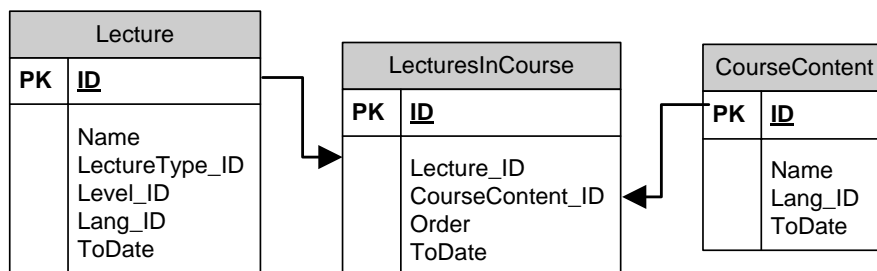 Lecture
PK ID
Name
LectureType_ID
Level_ID
Lang_ID
ToDate
LecturesInCourse
PK ID
Lecture_ID
CourseContent_ID
Order
ToDate
CourseContent
PK ID
Name
Lang_ID
ToDate